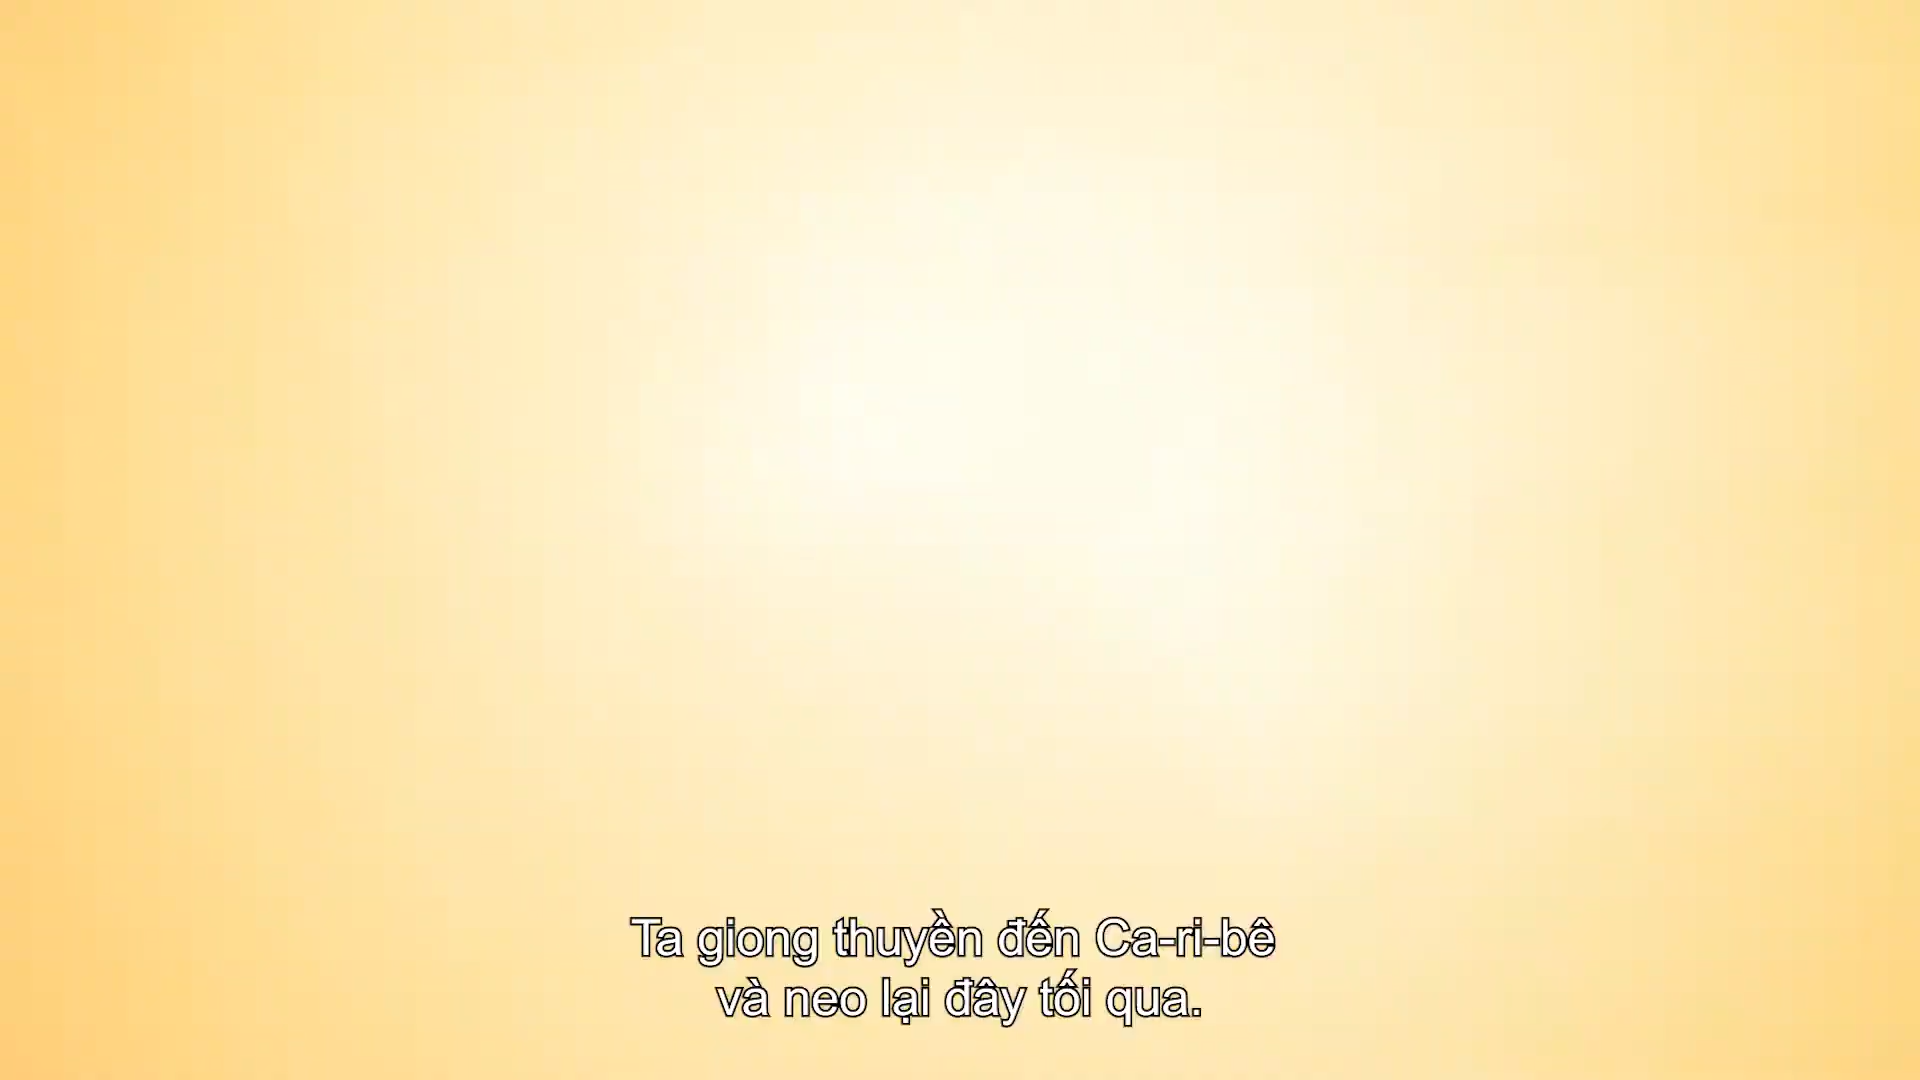 Ta giong thuyền đến Ca-ri-bê
và neo lại đây tối qua.